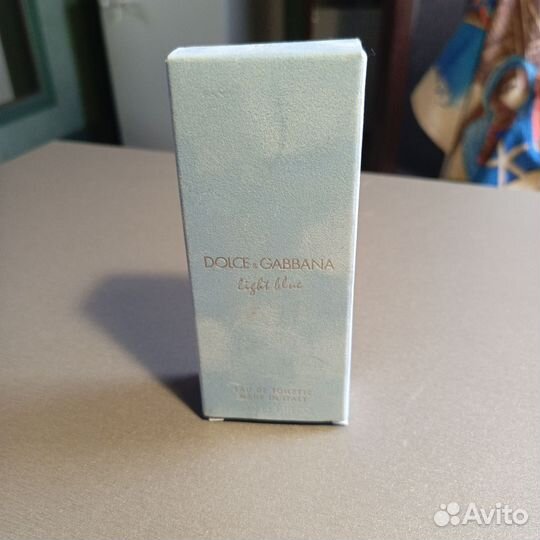 DOLCE & GABBANA
light blue
EAU DE TOILETTE
MADE IN ITALY
Avito